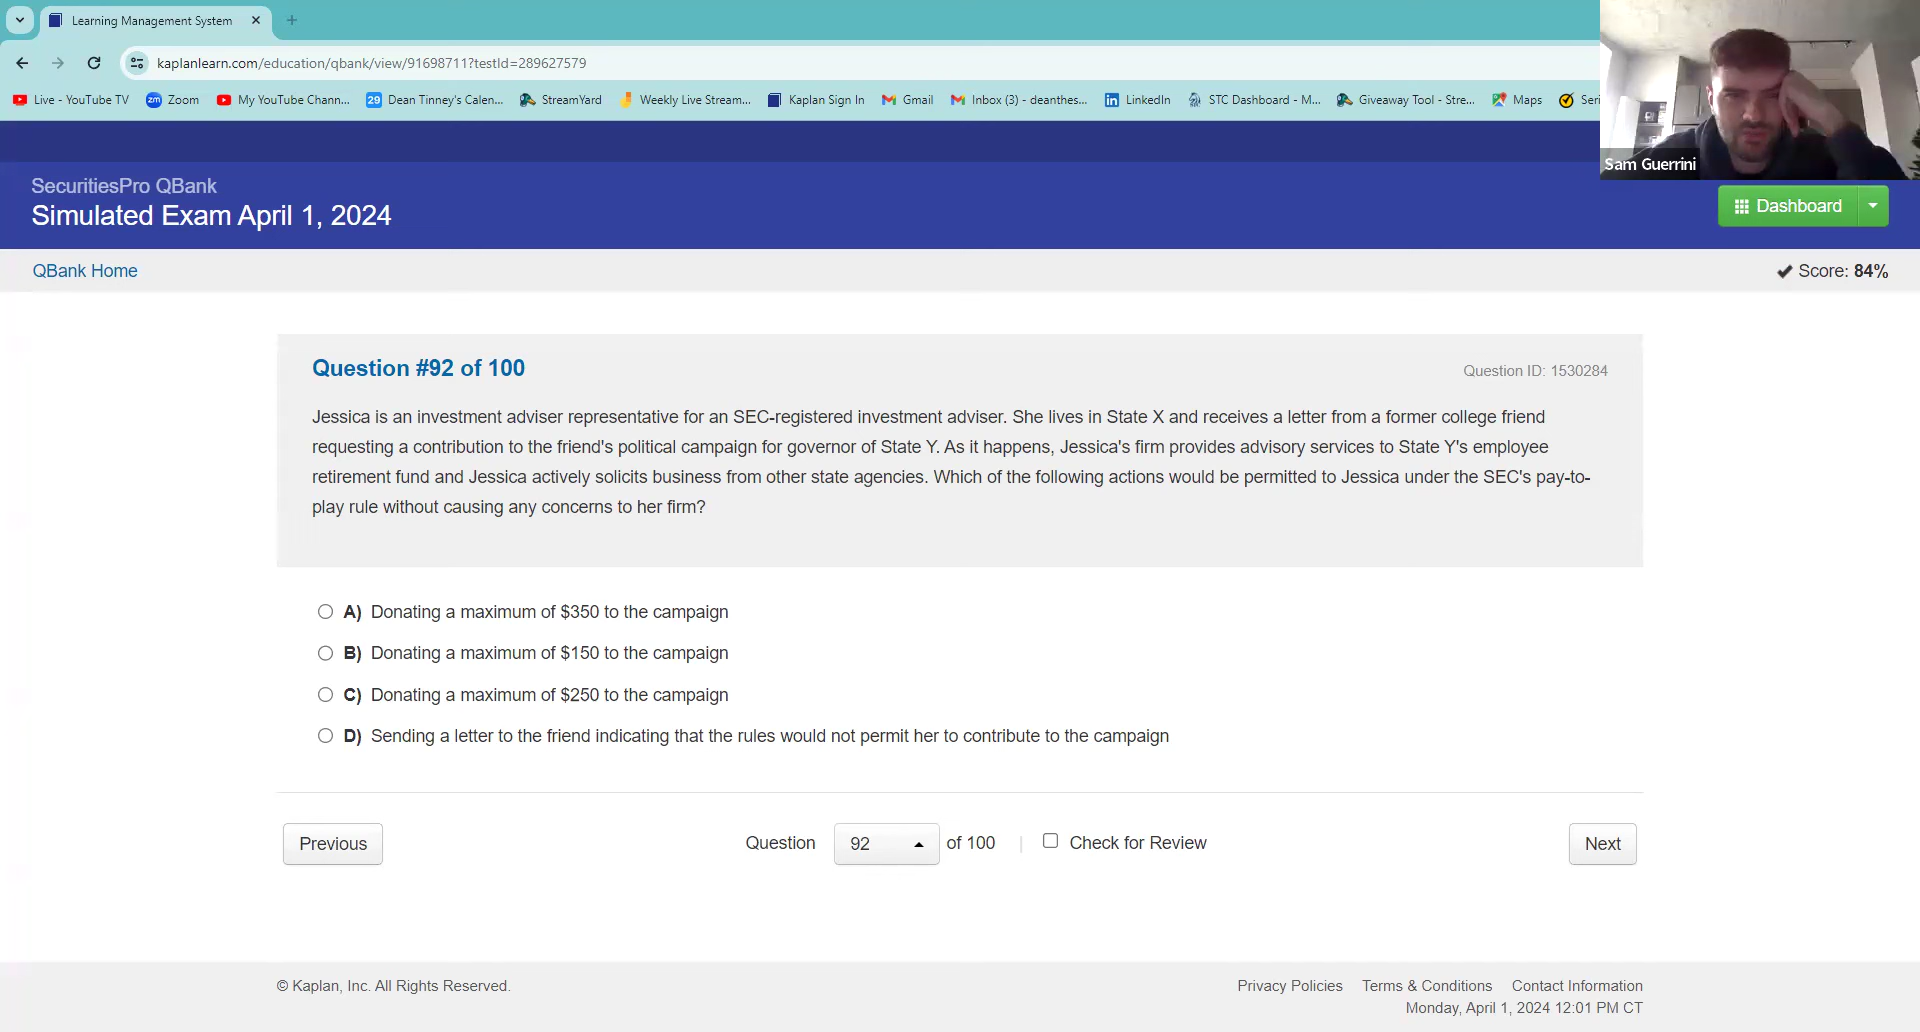 Learning Management System
kaplanlearn.com/education/qbank/view/91698711?testId=289627579
Live - YouTube TV Zoom My YouTube Chann... 29 Dean Tinney's Calen... StreamYard Weekly Live Stream... Kaplan Sign In Gmail Inbox (3) - deanthes... LinkedIn STC Dashboard - M... Giveaway Tool - Stre... Maps Seri
Sam Guerrini
SecuritiesPro QBank
Simulated Exam April 1, 2024
Dashboard
QBank Home
Score: 84%
Question #92 of 100
Question ID: 1530284
Jessica is an investment adviser representative for an SEC-registered investment adviser. She lives in State X and receives a letter from a former college friend
requesting a contribution to the friend's political campaign for governor of State Y. As it happens, Jessica's firm provides advisory services to State Y's employee
retirement fund and Jessica actively solicits business from other state agencies. Which of the following actions would be permitted to Jessica under the SEC's pay-to-
play rule without causing any concerns to her firm?
A) Donating a maximum of $350 to the campaign
B) Donating a maximum of $150 to the campaign
C) Donating a maximum of $250 to the campaign
D) Sending a letter to the friend indicating that the rules would not permit her to contribute to the campaign
Previous
Question 92 of 100 | Check for Review
Next
© Kaplan, Inc. All Rights Reserved.
Privacy Policies Terms & Conditions Contact Information
Monday, April 1, 2024 12:01 PM CT